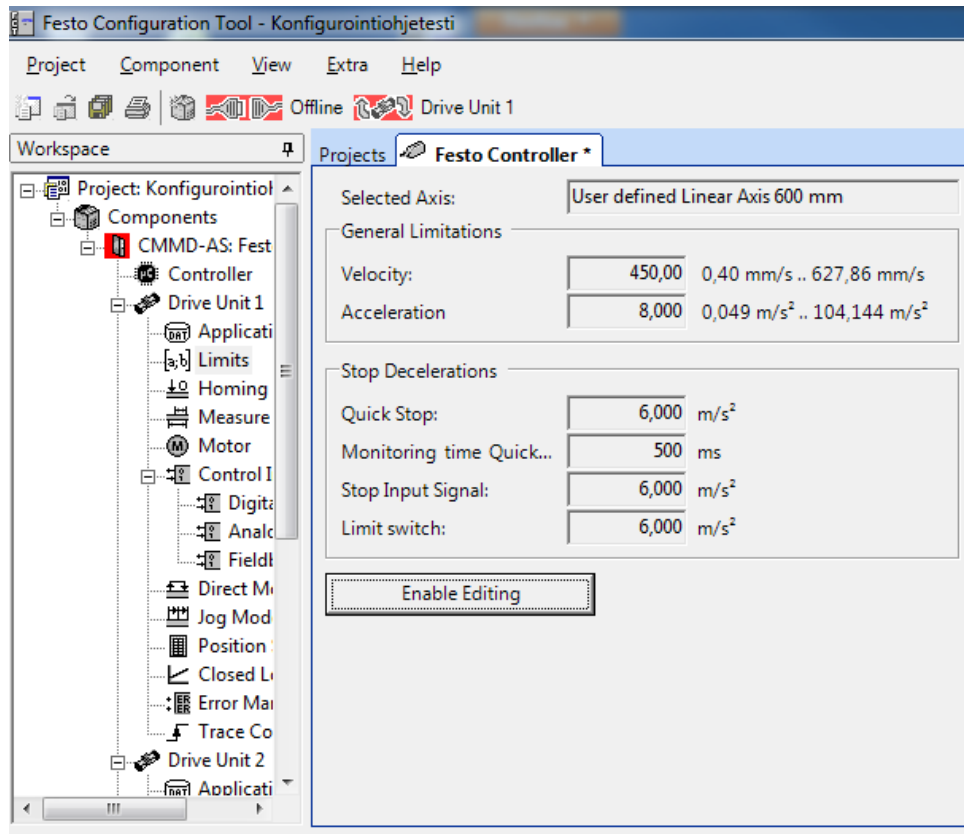 Festo Configuration Tool - Konfigurointiohjetesti
Project Component View Extra Help
Offline Drive Unit 1
Workspace
Projects Festo Controller *
Project: Konfigurointioh
Components
CMMD-AS: Fest
Controller
Drive Unit 1
Applicati
Limits
Homing
Measure
Motor
Control I
Digita
Analo
Fieldb
Direct Mo
Jog Mod
Position
Closed Lo
Error Man
Trace Co
Drive Unit 2
Applicati
Selected Axis: User defined Linear Axis 600 mm
General Limitations
Velocity: 450,00 0,40 mm/s .. 627,86 mm/s
Acceleration 8,000 0,049 m/s² .. 104,144 m/s²
Stop Decelerations
Quick Stop: 6,000 m/s²
Monitoring time Quick... 500 ms
Stop Input Signal: 6,000 m/s²
Limit switch: 6,000 m/s²
Enable Editing